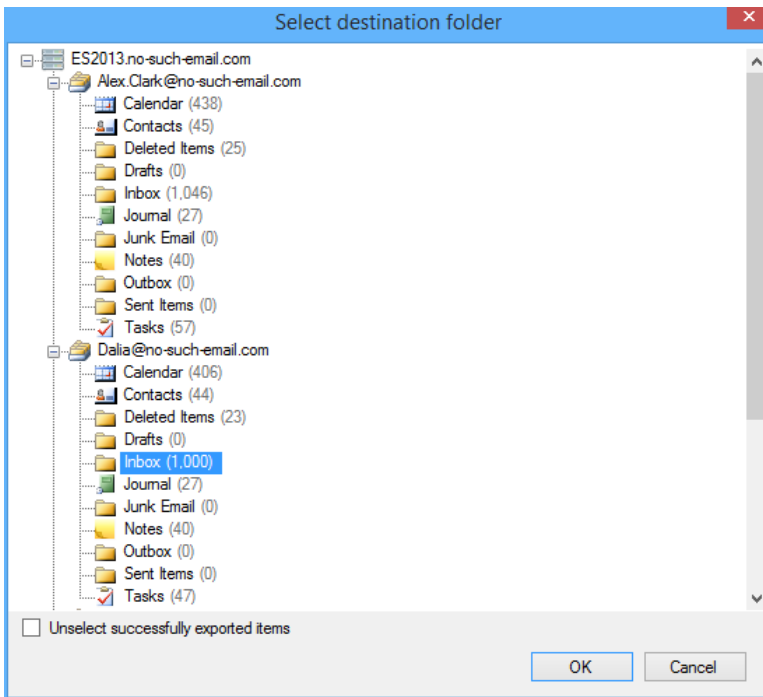 Select destination folder
ES2013.no-such-email.com
Alex.Clark@no-such-email.com
Calendar (438)
Contacts (45)
Deleted Items (25)
Drafts (0)
Inbox (1,046)
Journal (27)
Junk Email (0)
Notes (40)
Outbox (0)
Sent Items (0)
Tasks (57)
Dalia@no-such-email.com
Calendar (406)
Contacts (44)
Deleted Items (23)
Drafts (0)
Inbox (1,000)
Journal (27)
Junk Email (0)
Notes (40)
Outbox (0)
Sent Items (0)
Tasks (47)
Unselect successfully exported items
OK Cancel